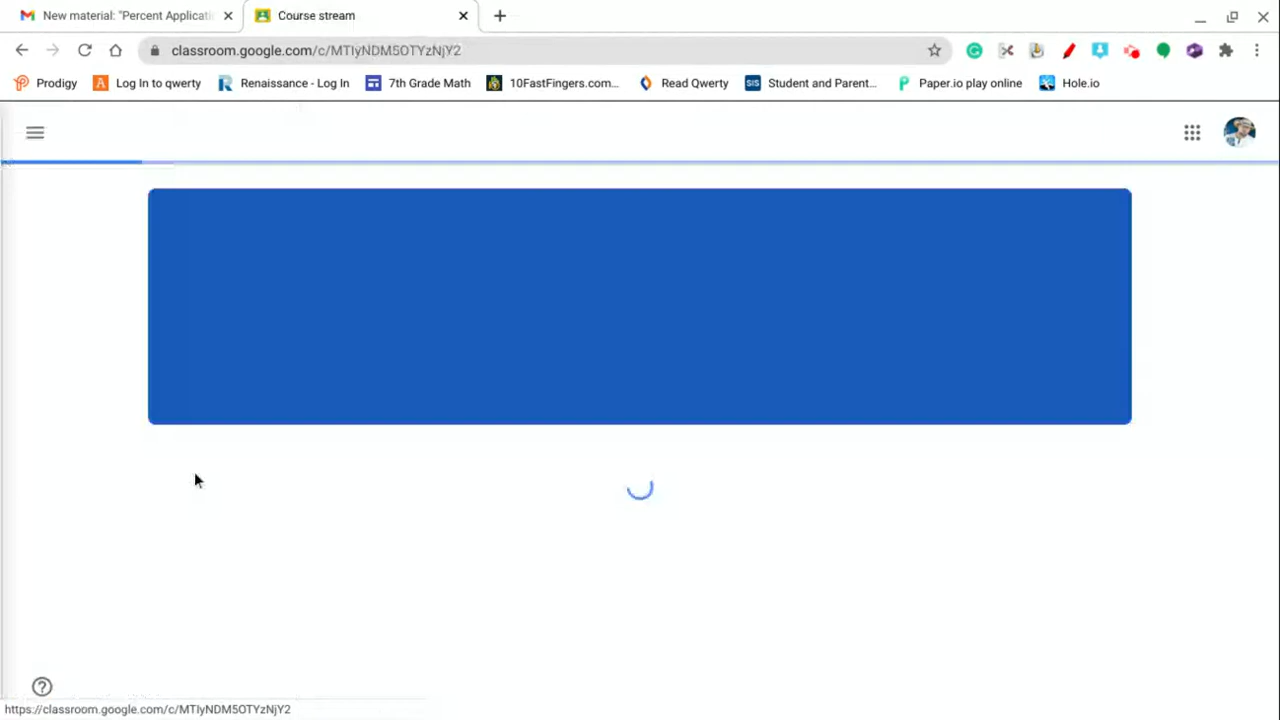 New material: "Percent Applicati
Course stream
classroom.google.com/c/MTIyNDM5OTYzNjY2
Prodigy
Log In to qwerty
Renaissance - Log In
7th Grade Math
10FastFingers.com...
Read Qwerty
SIS
Student and Parent...
Paper.io play online
Hole.io
https://classroom.google.com/c/MTIyNDM5OTYzNjY2